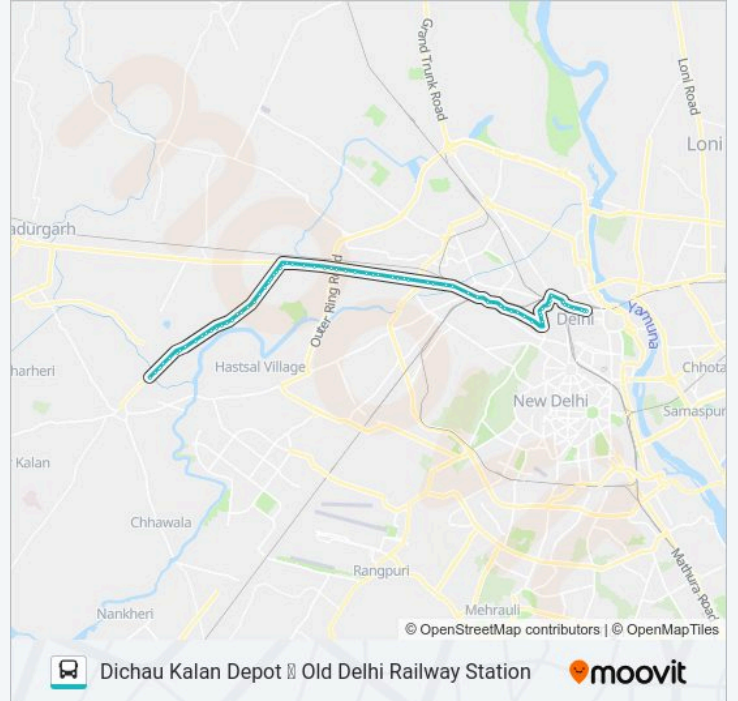 Grand Trunk Road
Loni Road
Loni
adurgarh
Outer Ring Road
Delhi
Yamuna
harheri
Hastsal Village
Chhota
New Delhi
Samaspur
Kalan
Chhawala
Rangpuri
Mathura Road
Nankheri
Mehrauli
© OpenStreetMap contributors | © OpenMapTiles
Dichau Kalan Depot Old Delhi Railway Station
moovit